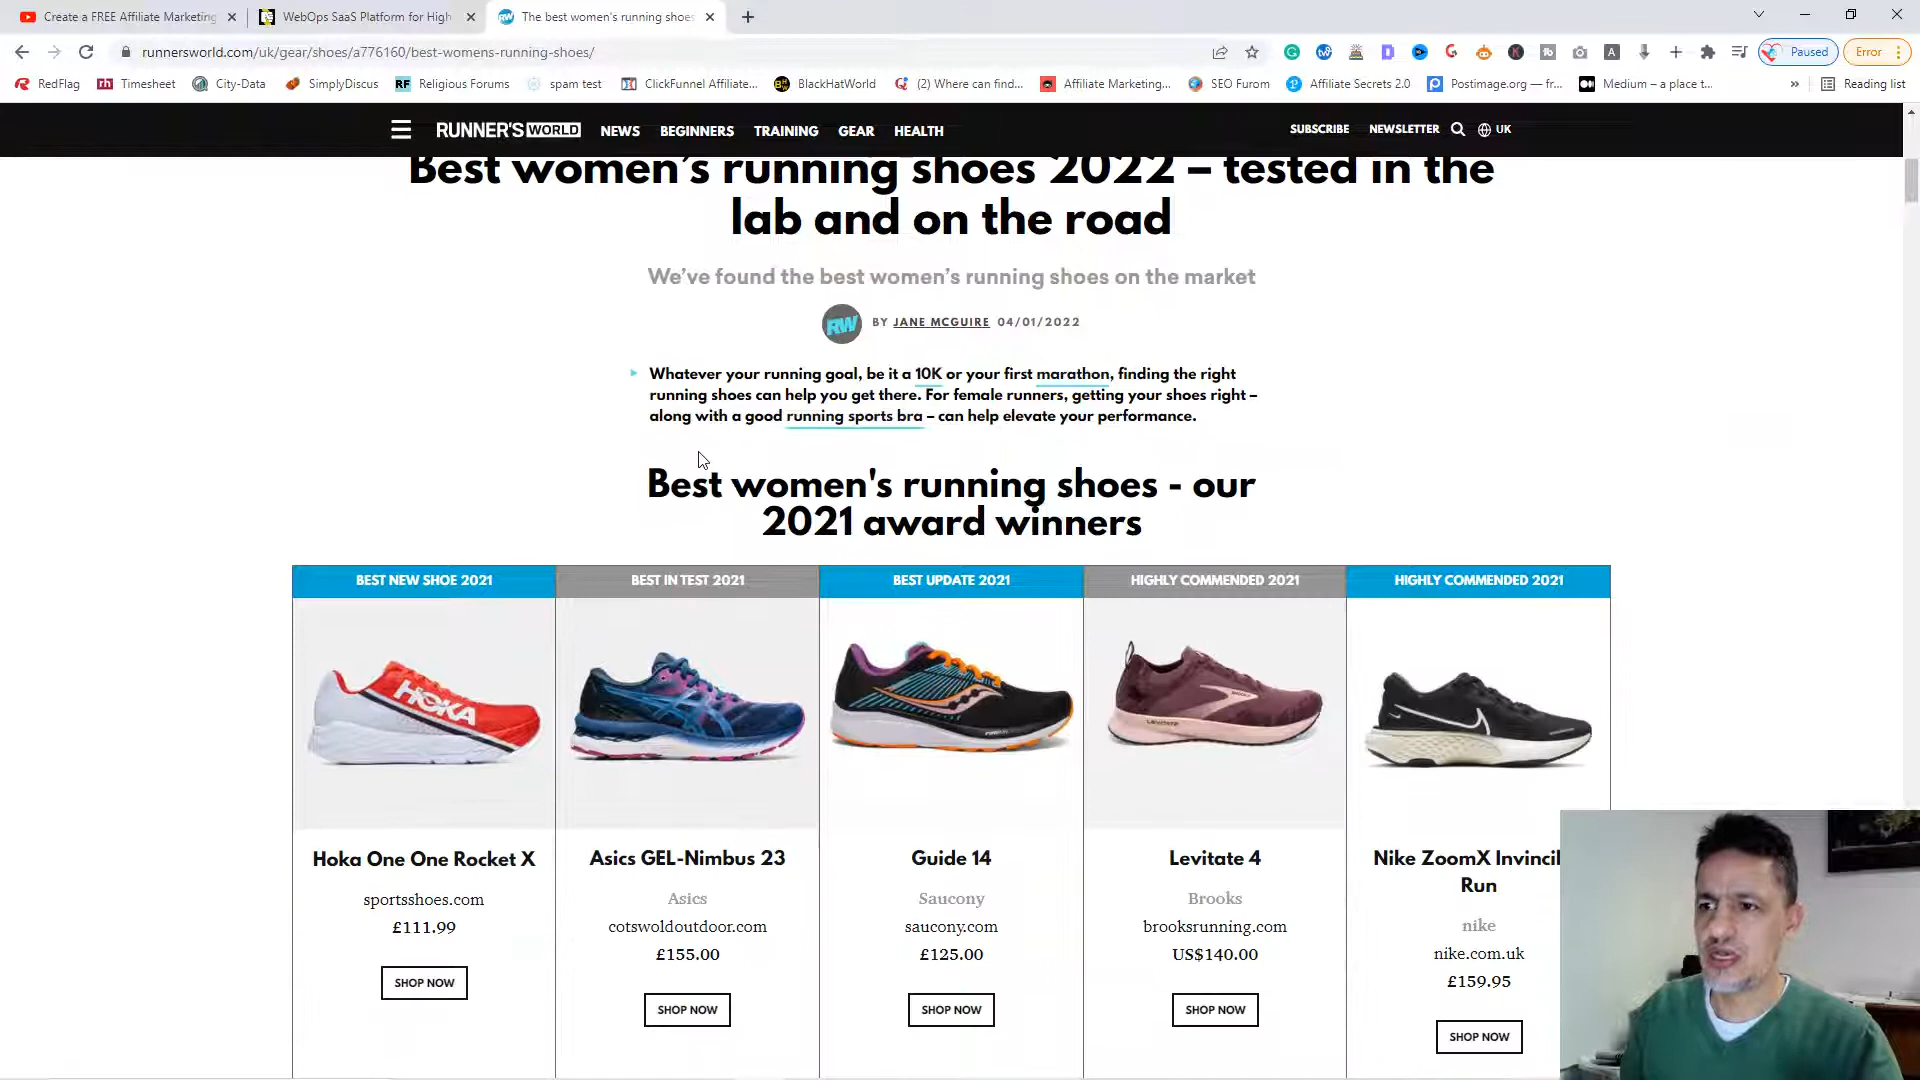 Create a FREE Affiliate Marketing
WebOps SaaS Platform for High
The best women's running shoes
runnersworld.com/uk/gear/shoes/a776160/best-womens-running-shoes/
Paused
Error
RedFlag
Timesheet
City-Data
SimplyDiscus
Religious Forums
spam test
ClickFunnel Affiliate...
BlackHatWorld
(2) Where can find...
Affiliate Marketing...
SEO Furom
Affiliate Secrets 2.0
Postimage.org — fr...
Medium – a place t...
Reading list
RUNNER'S WORLD
NEWS
BEGINNERS
TRAINING
GEAR
HEALTH
SUBSCRIBE
NEWSLETTER
UK
Best women's running shoes 2022 – tested in the
lab and on the road
We've found the best women's running shoes on the market
RW
BY JANE MCGUIRE 04/01/2022
Whatever your running goal, be it a 10K or your first marathon, finding the right
running shoes can help you get there. For female runners, getting your shoes right –
along with a good running sports bra – can help elevate your performance.
Best women's running shoes - our
2021 award winners
BEST NEW SHOE 2021
BEST IN TEST 2021
BEST UPDATE 2021
HIGHLY COMMENDED 2021
HIGHLY COMMENDED 2021
HOKA
Hoka One One Rocket X
sportsshoes.com
£111.99
SHOP NOW
Asics GEL-Nimbus 23
Asics
cotswoldoutdoor.com
£155.00
SHOP NOW
Guide 14
Saucony
saucony.com
£125.00
SHOP NOW
Levitate 4
Brooks
brooksrunning.com
US$140.00
SHOP NOW
Nike ZoomX
Run
nike
nike.com.uk
£159.95
SHOP NOW